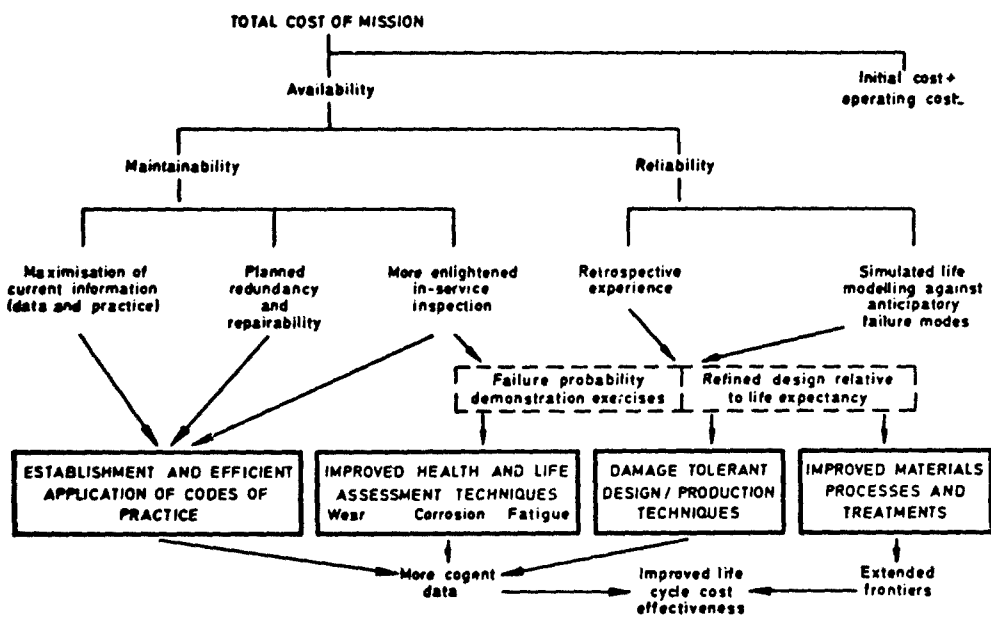 TOTAL COST OF MISSION
Initial cost +
operating cost.
Availability
Maintainability
Reliability
Maximisation of
current information
(data and practice)
Planned
redundancy
and
repairability
More enlightened
in-service
inspection
Retrospective
experience
Simulated life
modelling against
anticipatory
failure modes
Failure probability
demonstration exercises
Refined design relative
to life expectancy
ESTABLISHMENT AND EFFICIENT
APPLICATION OF CODES OF
PRACTICE
IMPROVED HEALTH AND LIFE
ASSESSMENT TECHNIQUES
Wear Corrosion Fatigue
DAMAGE TOLERANT
DESIGN / PRODUCTION
TECHNIQUES
IMPROVED MATERIALS
PROCESSES AND
TREATMENTS
More cogent
data
Improved life
cycle cost
effectiveness
Extended
frontiers